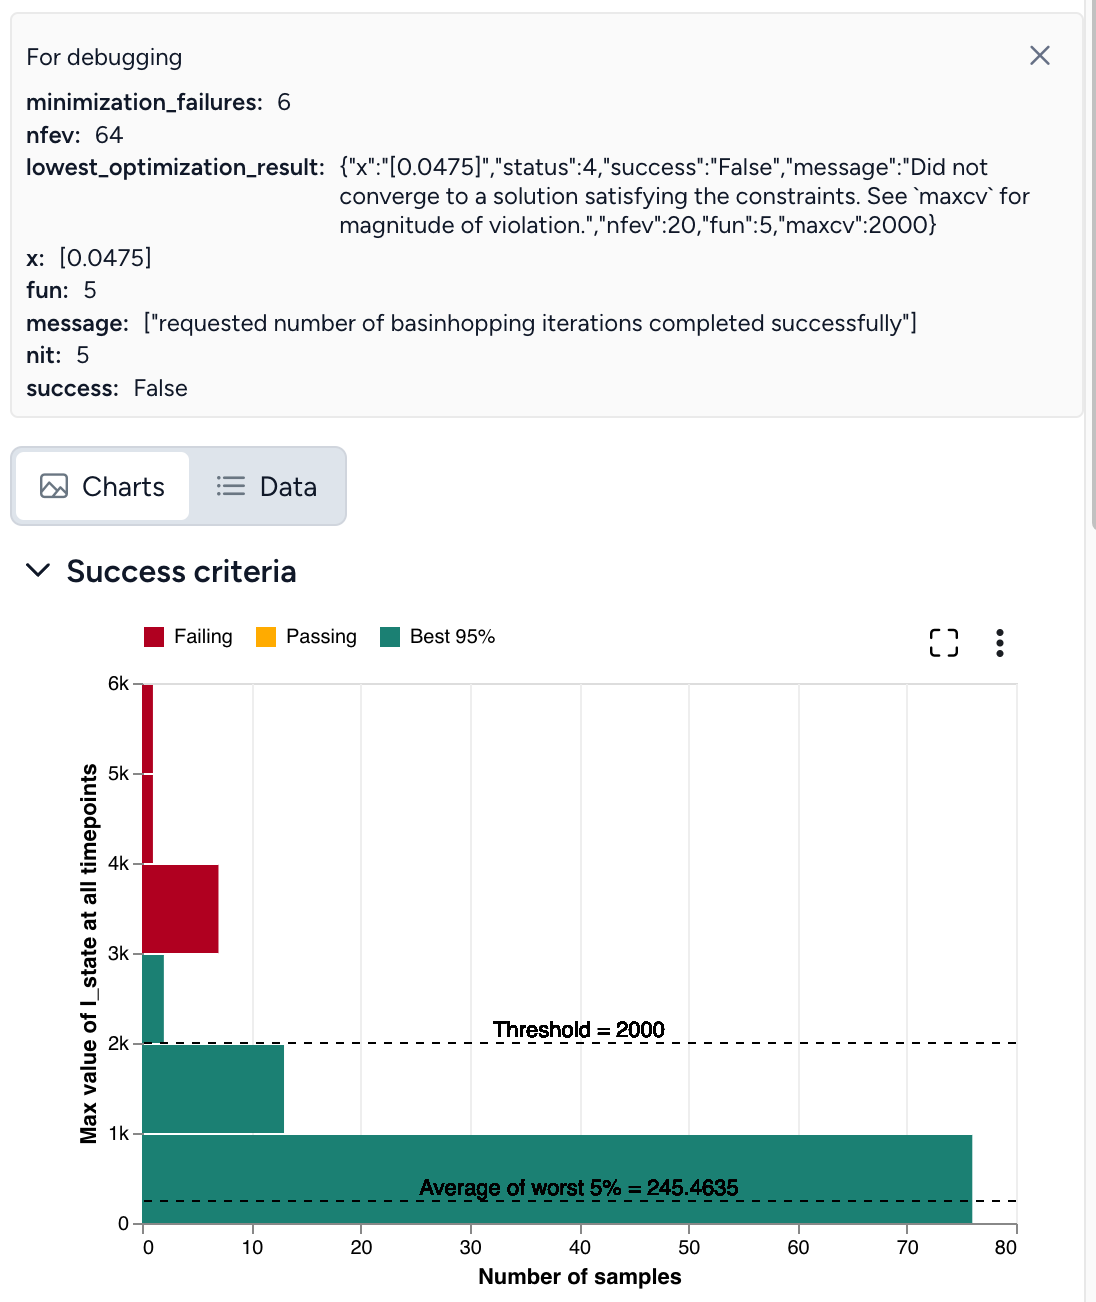 For debugging
minimization_failures: 6
nfev: 64
lowest_optimization_result: {"x":"[0.0475]","status":4,"success":"False","message":"Did not
converge to a solution satisfying the constraints. See `maxcv` for
magnitude of violation.","nfev":20,"fun":5,"maxcv":2000}
x: [0.0475]
fun: 5
message: ["requested number of basinhopping iterations completed successfully"]
nit: 5
success: False
Charts
Data
Success criteria
Failing Passing Best 95%
Max value of I_state at all timepoints
6k
5k
4k
3k
Threshold = 2000
2k
1k
Average of worst 5% = 245.4635
0
0 10 20 30 40 50 60 70 80
Number of samples